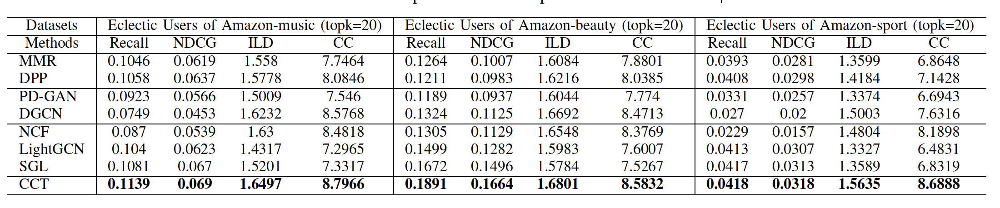 Datasets Eclectic Users of Amazon-music (topk=20) Eclectic Users of Amazon-beauty (topk=20) Eclectic Users of Amazon-sport (topk=20)
Methods Recall NDCG ILD CC Recall NDCG ILD CC Recall NDCG ILD CC
MMR 0.1046 0.0619 1.558 7.7464 0.1264 0.1007 1.6084 7.8801 0.0393 0.0281 1.3599 6.8648
DPP 0.1058 0.0637 1.5778 8.0846 0.1211 0.0983 1.6216 8.0385 0.0408 0.0298 1.4184 7.1428
PD-GAN 0.0923 0.0566 1.5009 7.546 0.1189 0.0937 1.6044 7.774 0.0331 0.0257 1.3374 6.6943
DGCN 0.0749 0.0453 1.6232 8.5768 0.1324 0.1125 1.6692 8.4713 0.027 0.02 1.5003 7.6316
NCF 0.087 0.0539 1.63 8.4818 0.1305 0.1129 1.6548 8.3769 0.0229 0.0157 1.4804 8.1898
LightGCN 0.104 0.0623 1.4317 7.2965 0.1499 0.1282 1.5983 7.6007 0.0413 0.0307 1.3327 6.4831
SGL 0.1081 0.067 1.5201 7.3317 0.1672 0.1496 1.5784 7.5267 0.0417 0.0313 1.3589 6.8319
CCT 0.1139 0.069 1.6497 8.7966 0.1891 0.1664 1.6801 8.5832 0.0418 0.0318 1.5635 8.6888